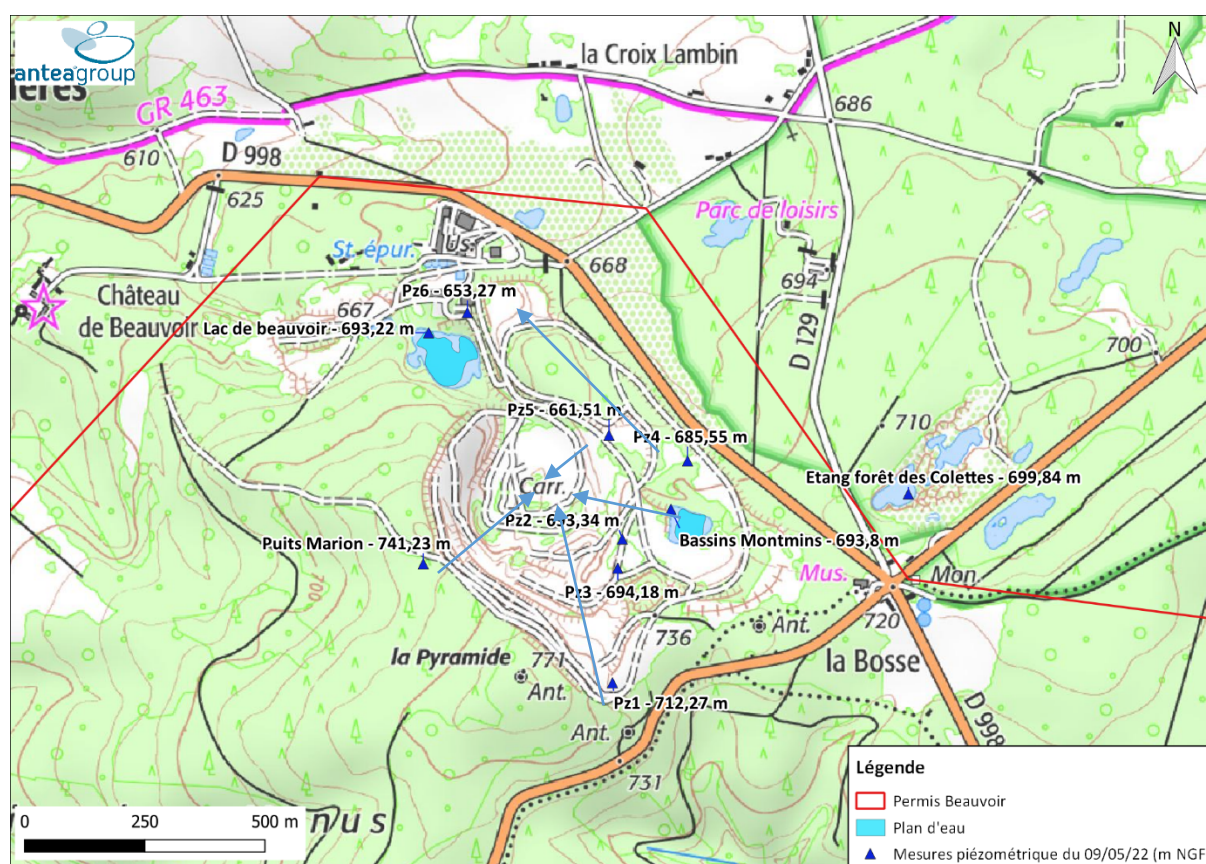 anteagroup
la Croix Lambin
N
GR 463
686
610
D 998
625
Parc de loisirs
St. épur.
Us.
668
694
Château
de Beauvoir
667
Pz6 - 653,27 m
Lac de beauvoir - 693,22 m
D 129
700
710
Pz5 - 661,51 m
Pz4 - 685,55 m
Carr.
Etang forêt des Colettes - 699,84 m
Pz2 - 693,34 m
Puits Marion - 741,23 m
Bassins Montmins - 693,8 m
700
Pz3 - 694,18 m
Mus.
Mon.
720
736
Ant.
la Pyramide
771
Ant.
la Bosse
Pz1 - 712,27 m
Ant.
D 998
731
Légende
Permis Beauvoir
Plan d'eau
Mesures piézométrique du 09/05/22 (m NGF
0 250 500 m